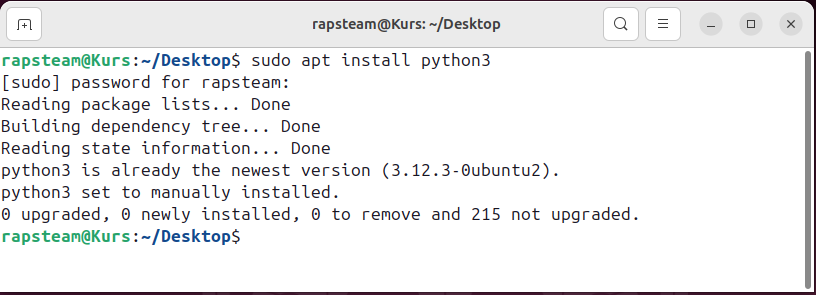 rapsteam@Kurs: ~/Desktop
rapsteam@Kurs:~/Desktop$ sudo apt install python3
[sudo] password for rapsteam:
Reading package lists... Done
Building dependency tree... Done
Reading state information... Done
python3 is already the newest version (3.12.3-0ubuntu2).
python3 set to manually installed.
0 upgraded, 0 newly installed, 0 to remove and 215 not upgraded.
rapsteam@Kurs:~/Desktop$